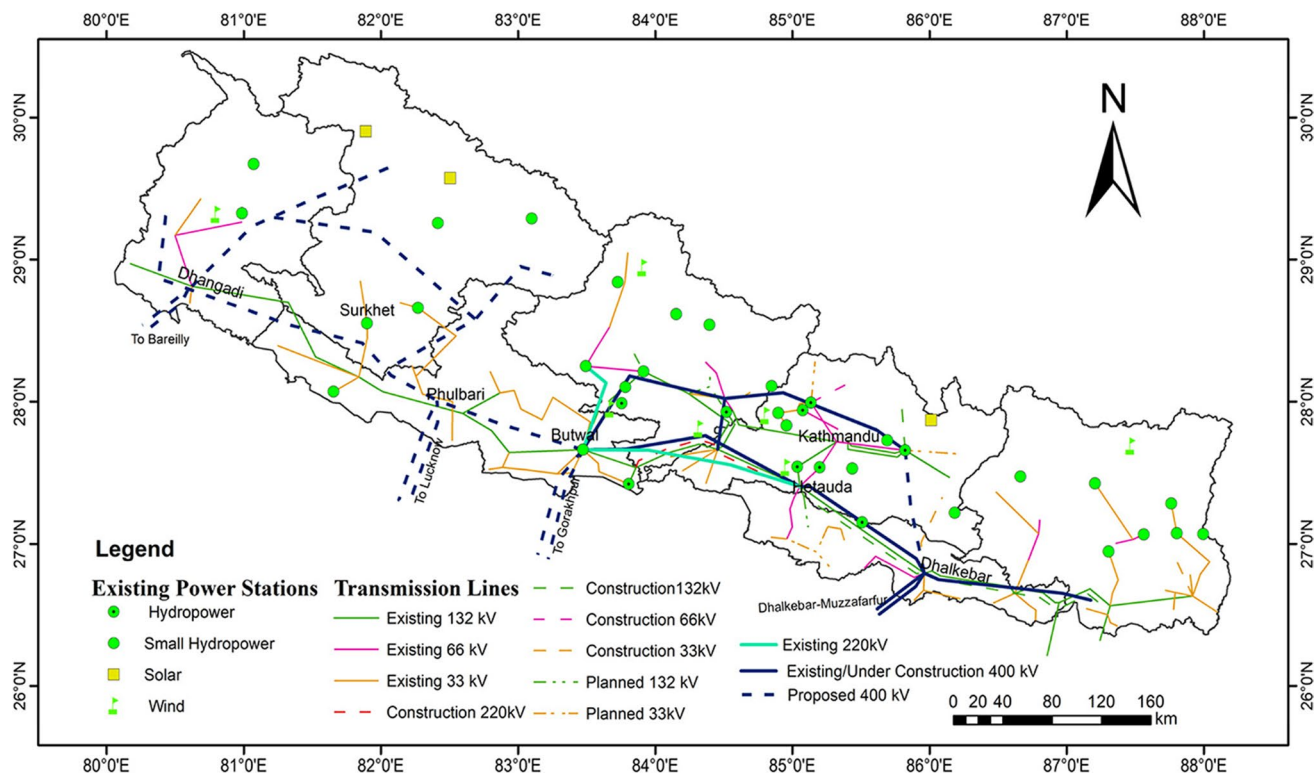 80°0'E 81°0'E 82°0'E 83°0'E 84°0'E 85°0'E 86°0'E 87°0'E 88°0'E
N
30°0'N 30°0'N
29°0'N 29°0'N
28°0'N 28°0'N
27°0'N 27°0'N
26°0'N 26°0'N
Dhangadi
Surkhet
To Bareilly
Phulbari
To Lucknow
Butwal
To Gorakhpur
Kathmandu
Hetauda
Dhalkebar
Dhalkebar-Muzzafarfur
Legend
Existing Power Stations
Hydropower
Small Hydropower
Solar
Wind
Transmission Lines
Existing 132 kV
Existing 66 kV
Existing 33 kV
Construction 220kV
Construction132kV
Construction 66kV
Construction 33kV
Planned 132 kV
Planned 33kV
Existing 220kV
Existing/Under Construction 400 kV
Proposed 400 kV
0 20 40 80 120 160
km
80°0'E 81°0'E 82°0'E 83°0'E 84°0'E 85°0'E 86°0'E 87°0'E 88°0'E